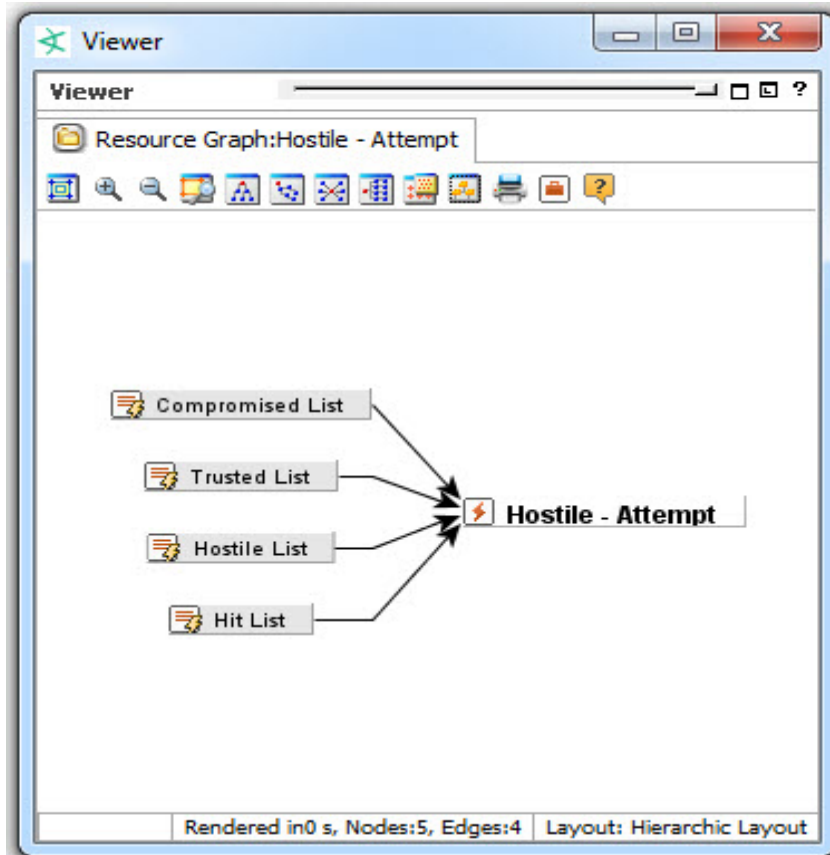 Viewer
Viewer
?
Resource Graph:Hostile - Attempt
?
Compromised List
Trusted List
Hostile - Attempt
Hostile List
Hit List
Rendered in0 s, Nodes:5, Edges:4 Layout: Hierarchic Layout